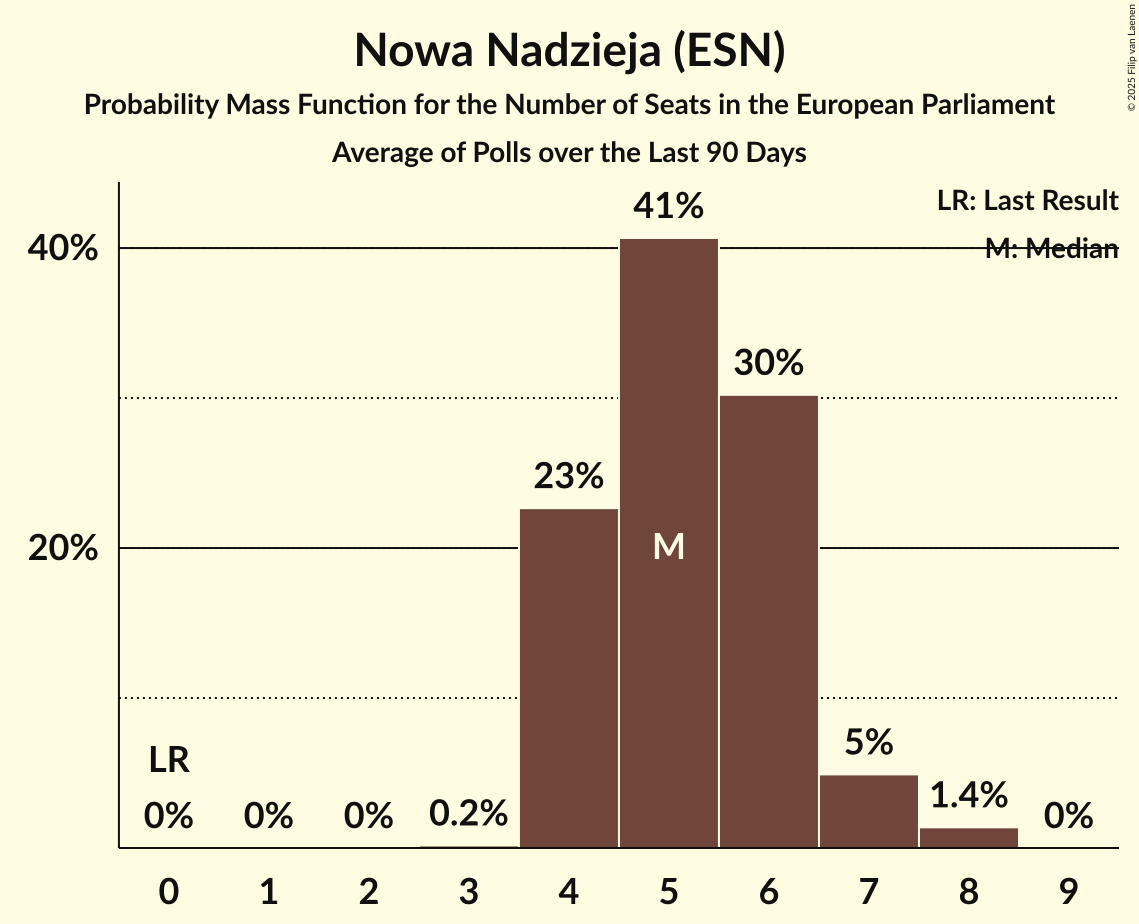 Nowa Nadzieja (ESN)
Probability Mass Function for the Number of Seats in the European Parliament
Average of Polls over the Last 90 Days
© 2025 Filip van Laenen
LR: Last Result
M: Median
40%
20%
41%
30%
23%
M
5%
1.4%
LR
0%
0%
0%
0.2%
0%
0 1 2 3 4 5 6 7 8 9